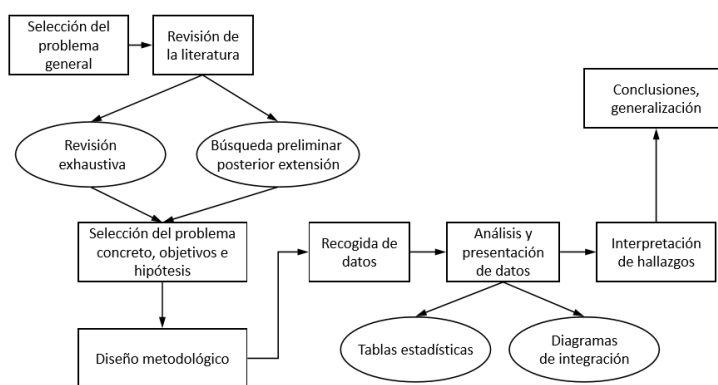 Selección del
problema
general
Revisión de
la literatura
Revisión
exhaustiva
Búsqueda preliminar
posterior extensión
Selección del problema
concreto, objetivos e
hipótesis
Diseño metodológico
Recogida de
datos
Análisis y
presentación
de datos
Interpretación
de hallazgos
Conclusiones,
generalización
Tablas estadísticas
Diagramas
de integración